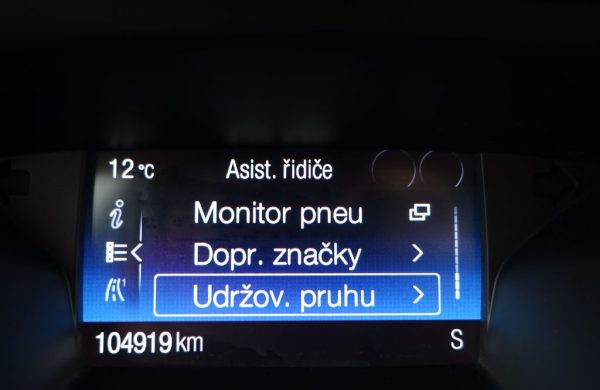 12 °C Asist. řidiče
Monitor pneu
Dopr. značky
Udržov. pruhu
104919 km S